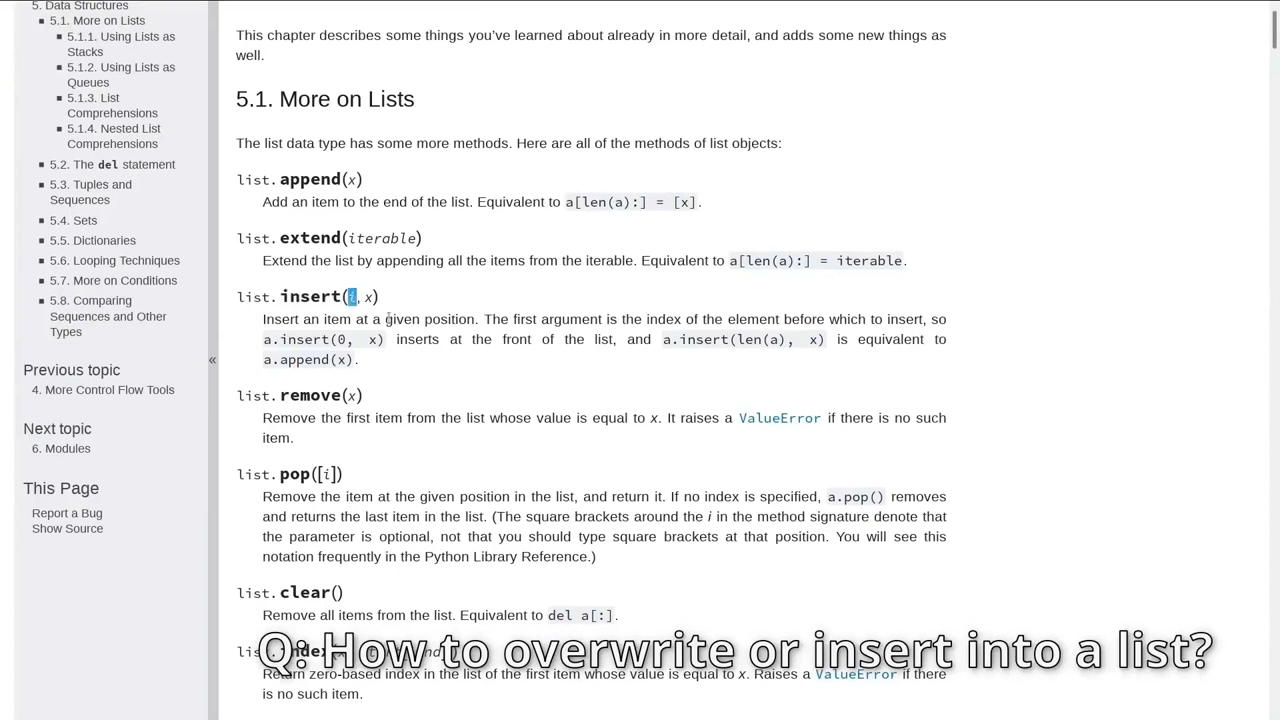 5. Data Structures
5.1. More on Lists
5.1.1. Using Lists as
Stacks
5.1.2. Using Lists as
Queues
5.1.3. List
Comprehensions
5.1.4. Nested List
Comprehensions
5.2. The del statement
5.3. Tuples and
Sequences
5.4. Sets
5.5. Dictionaries
5.6. Looping Techniques
5.7. More on Conditions
5.8. Comparing
Sequences and Other
Types
Previous topic
4. More Control Flow Tools
Next topic
6. Modules
This Page
Report a Bug
Show Source
«
This chapter describes some things you’ve learned about already in more detail, and adds some new things as
well.
5.1. More on Lists
The list data type has some more methods. Here are all of the methods of list objects:
list.append(x)
Add an item to the end of the list. Equivalent to a[len(a):] = [x].
list.extend(iterable)
Extend the list by appending all the items from the iterable. Equivalent to a[len(a):] = iterable.
list.insert(i, x)
Insert an item at a given position. The first argument is the index of the element before which to insert, so
a.insert(0, x) inserts at the front of the list, and a.insert(len(a), x) is equivalent to
a.append(x).
list.remove(x)
Remove the first item from the list whose value is equal to x. It raises a ValueError if there is no such
item.
list.pop([i])
Remove the item at the given position in the list, and return it. If no index is specified, a.pop() removes
and returns the last item in the list. (The square brackets around the i in the method signature denote that
the parameter is optional, not that you should type square brackets at that position. You will see this
notation frequently in the Python Library Reference.)
list.clear()
Remove all items from the list. Equivalent to del a[:].
Q: How to overwrite or insert into a list?
Return zero-based index in the list of the first item whose value is equal to x. Raises a ValueError if there
is no such item.